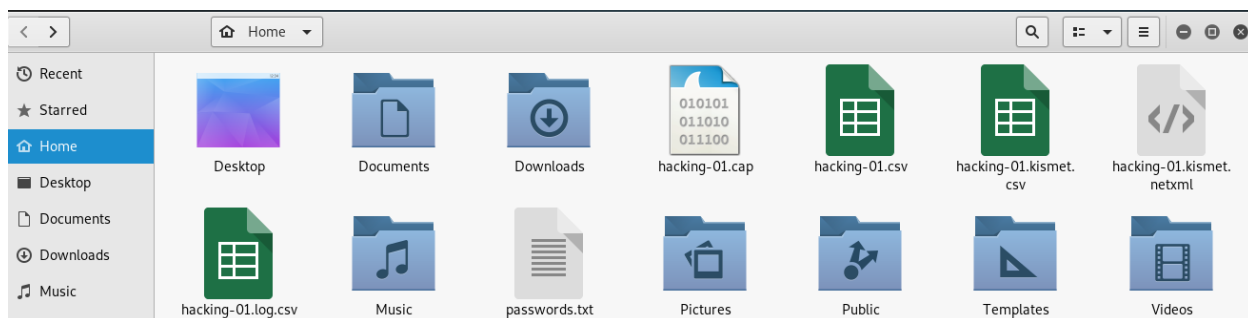 Home
Recent
Starred
Home
Desktop
Documents
Downloads
Music
010101
011010
011100
Desktop
Documents
Downloads
hacking-01.cap
hacking-01.csv
hacking-01.kismet.
csv
hacking-01.kismet.
netxml
hacking-01.log.csv
Music
passwords.txt
Pictures
Public
Templates
Videos